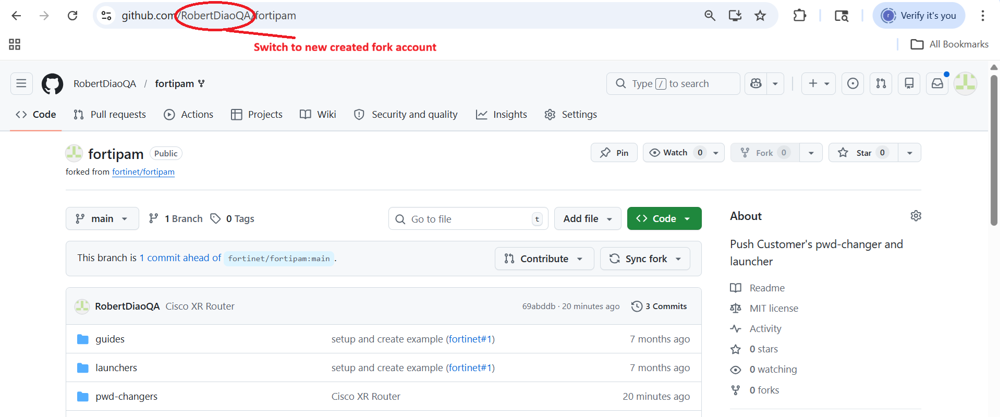 github.com/RobertDiaoQA/fortipam
Verify it's you
Switch to new created fork account
All Bookmarks
RobertDiaoQA / fortipam
Type / to search
Code
Pull requests
Actions
Projects
Wiki
Security and quality
Insights
Settings
fortipam Public
Pin
Watch 0
Fork 0
Star 0
forked from fortinet/fortipam
main
1 Branch
0 Tags
Go to file t
Add file
Code
About
Push Customer's pwd-changer and
launcher
This branch is 1 commit ahead of fortinet/fortipam:main.
Contribute
Sync fork
Readme
MIT license
Activity
0 stars
0 watching
0 forks
RobertDiaoQA Cisco XR Router
69abddb · 20 minutes ago
3 Commits
guides setup and create example (fortinet#1) 7 months ago
launchers setup and create example (fortinet#1) 7 months ago
pwd-changers Cisco XR Router 20 minutes ago
r